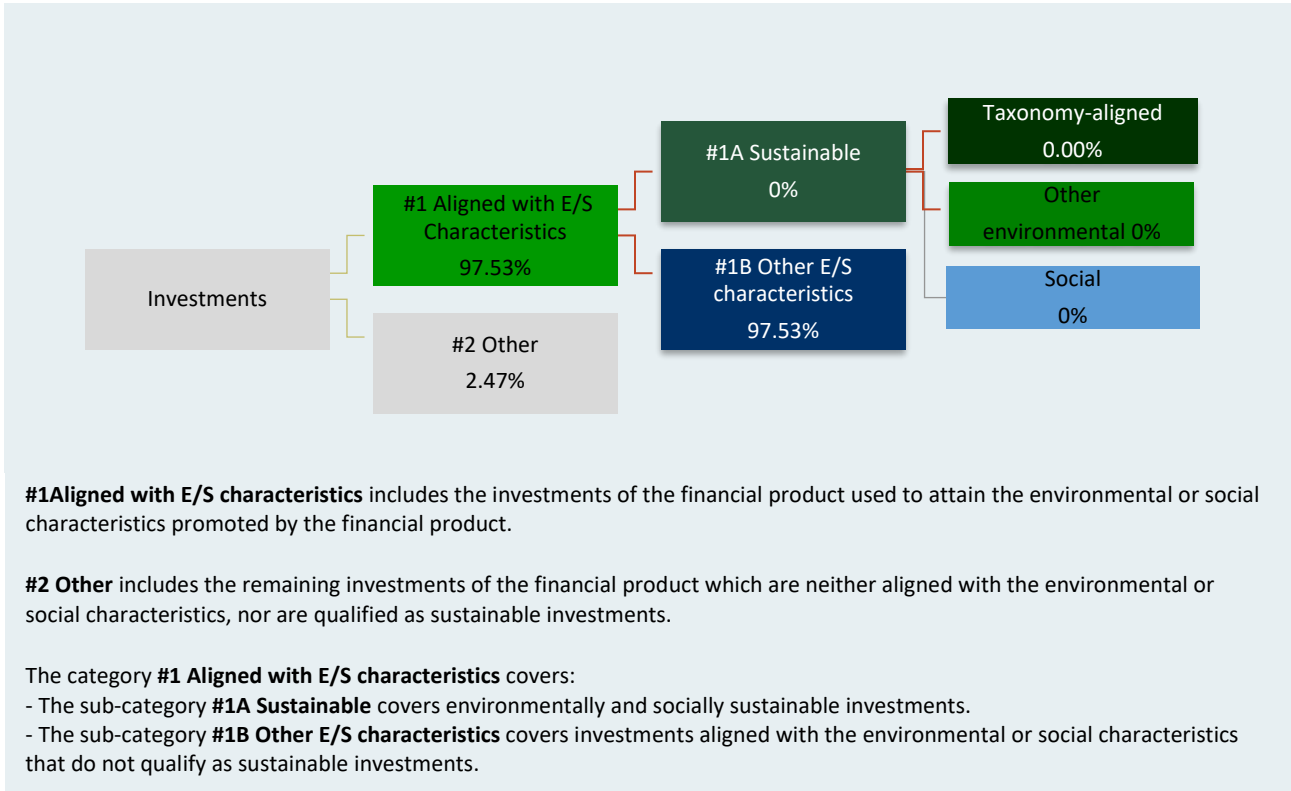 Investments
#1 Aligned with E/S
Characteristics
97.53%
#2 Other
2.47%
#1A Sustainable
0%
#1B Other E/S
characteristics
97.53%
Taxonomy-aligned
0.00%
Other
environmental 0%
Social
0%
#1Aligned with E/S characteristics includes the investments of the financial product used to attain the environmental or social
characteristics promoted by the financial product.
#2 Other includes the remaining investments of the financial product which are neither aligned with the environmental or
social characteristics, nor are qualified as sustainable investments.
The category #1 Aligned with E/S characteristics covers:
- The sub-category #1A Sustainable covers environmentally and socially sustainable investments.
- The sub-category #1B Other E/S characteristics covers investments aligned with the environmental or social characteristics
that do not qualify as sustainable investments.